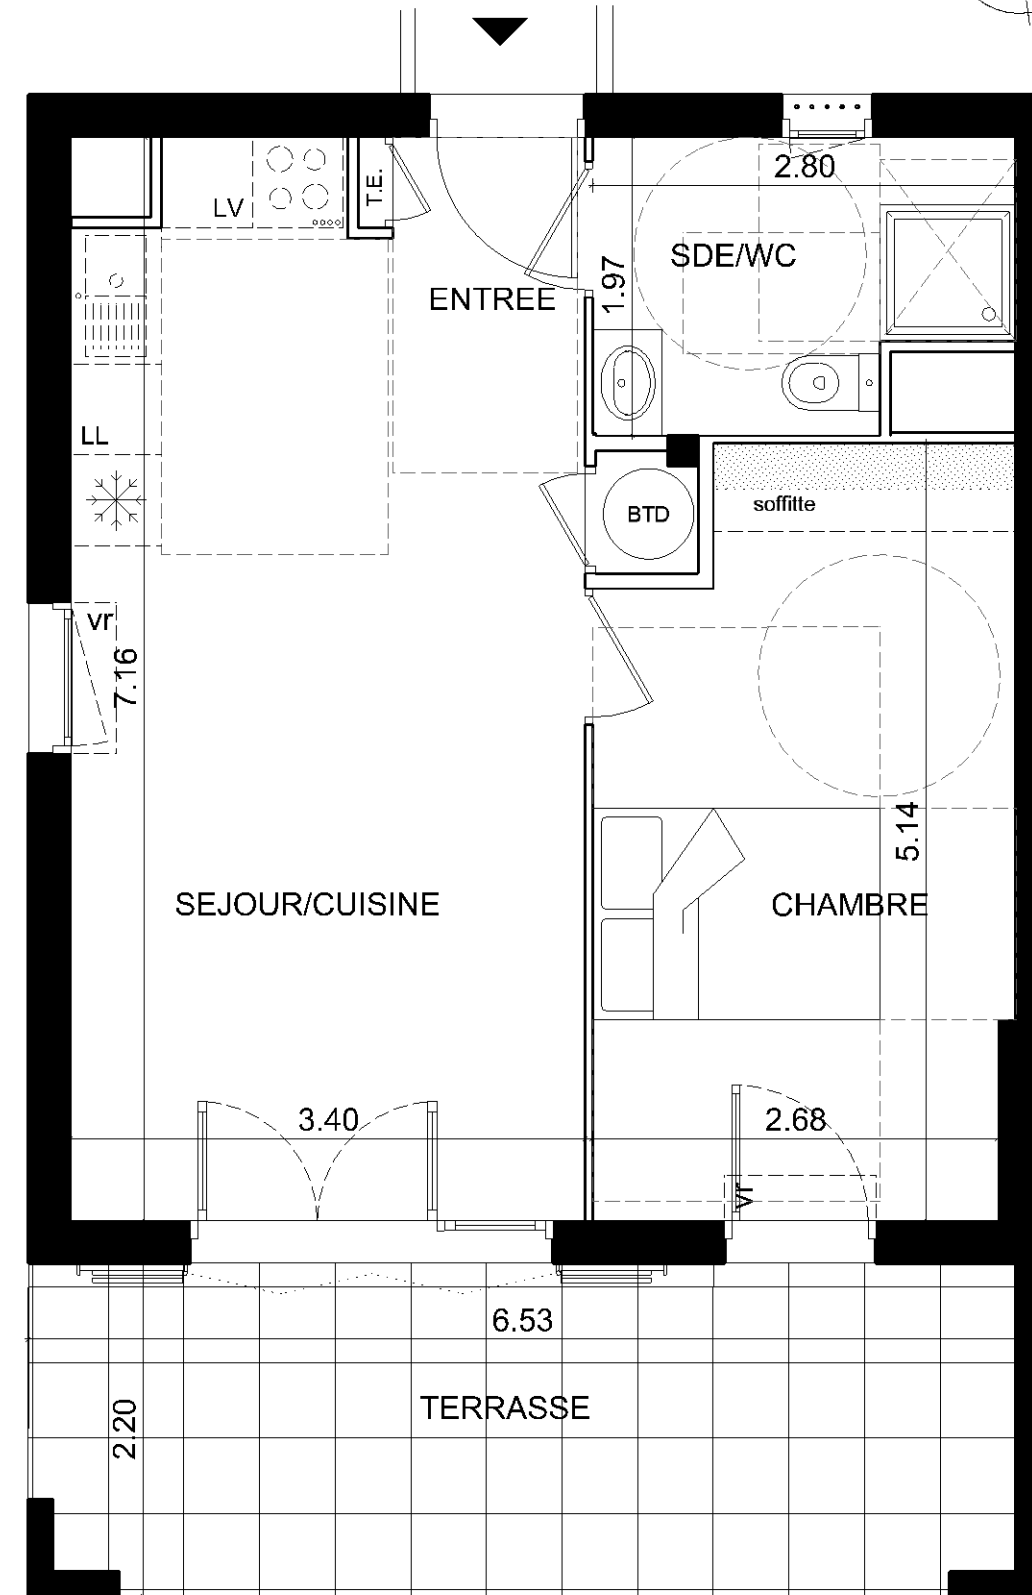 2.80
T.E.
LV
SDE/WC
1.97
ENTREE
LL
soffitte
BTD
vr
7.16
5.14
SEJOUR/CUISINE
CHAMBRE
3.40
2.68
vr
6.53
TERRASSE
2.20